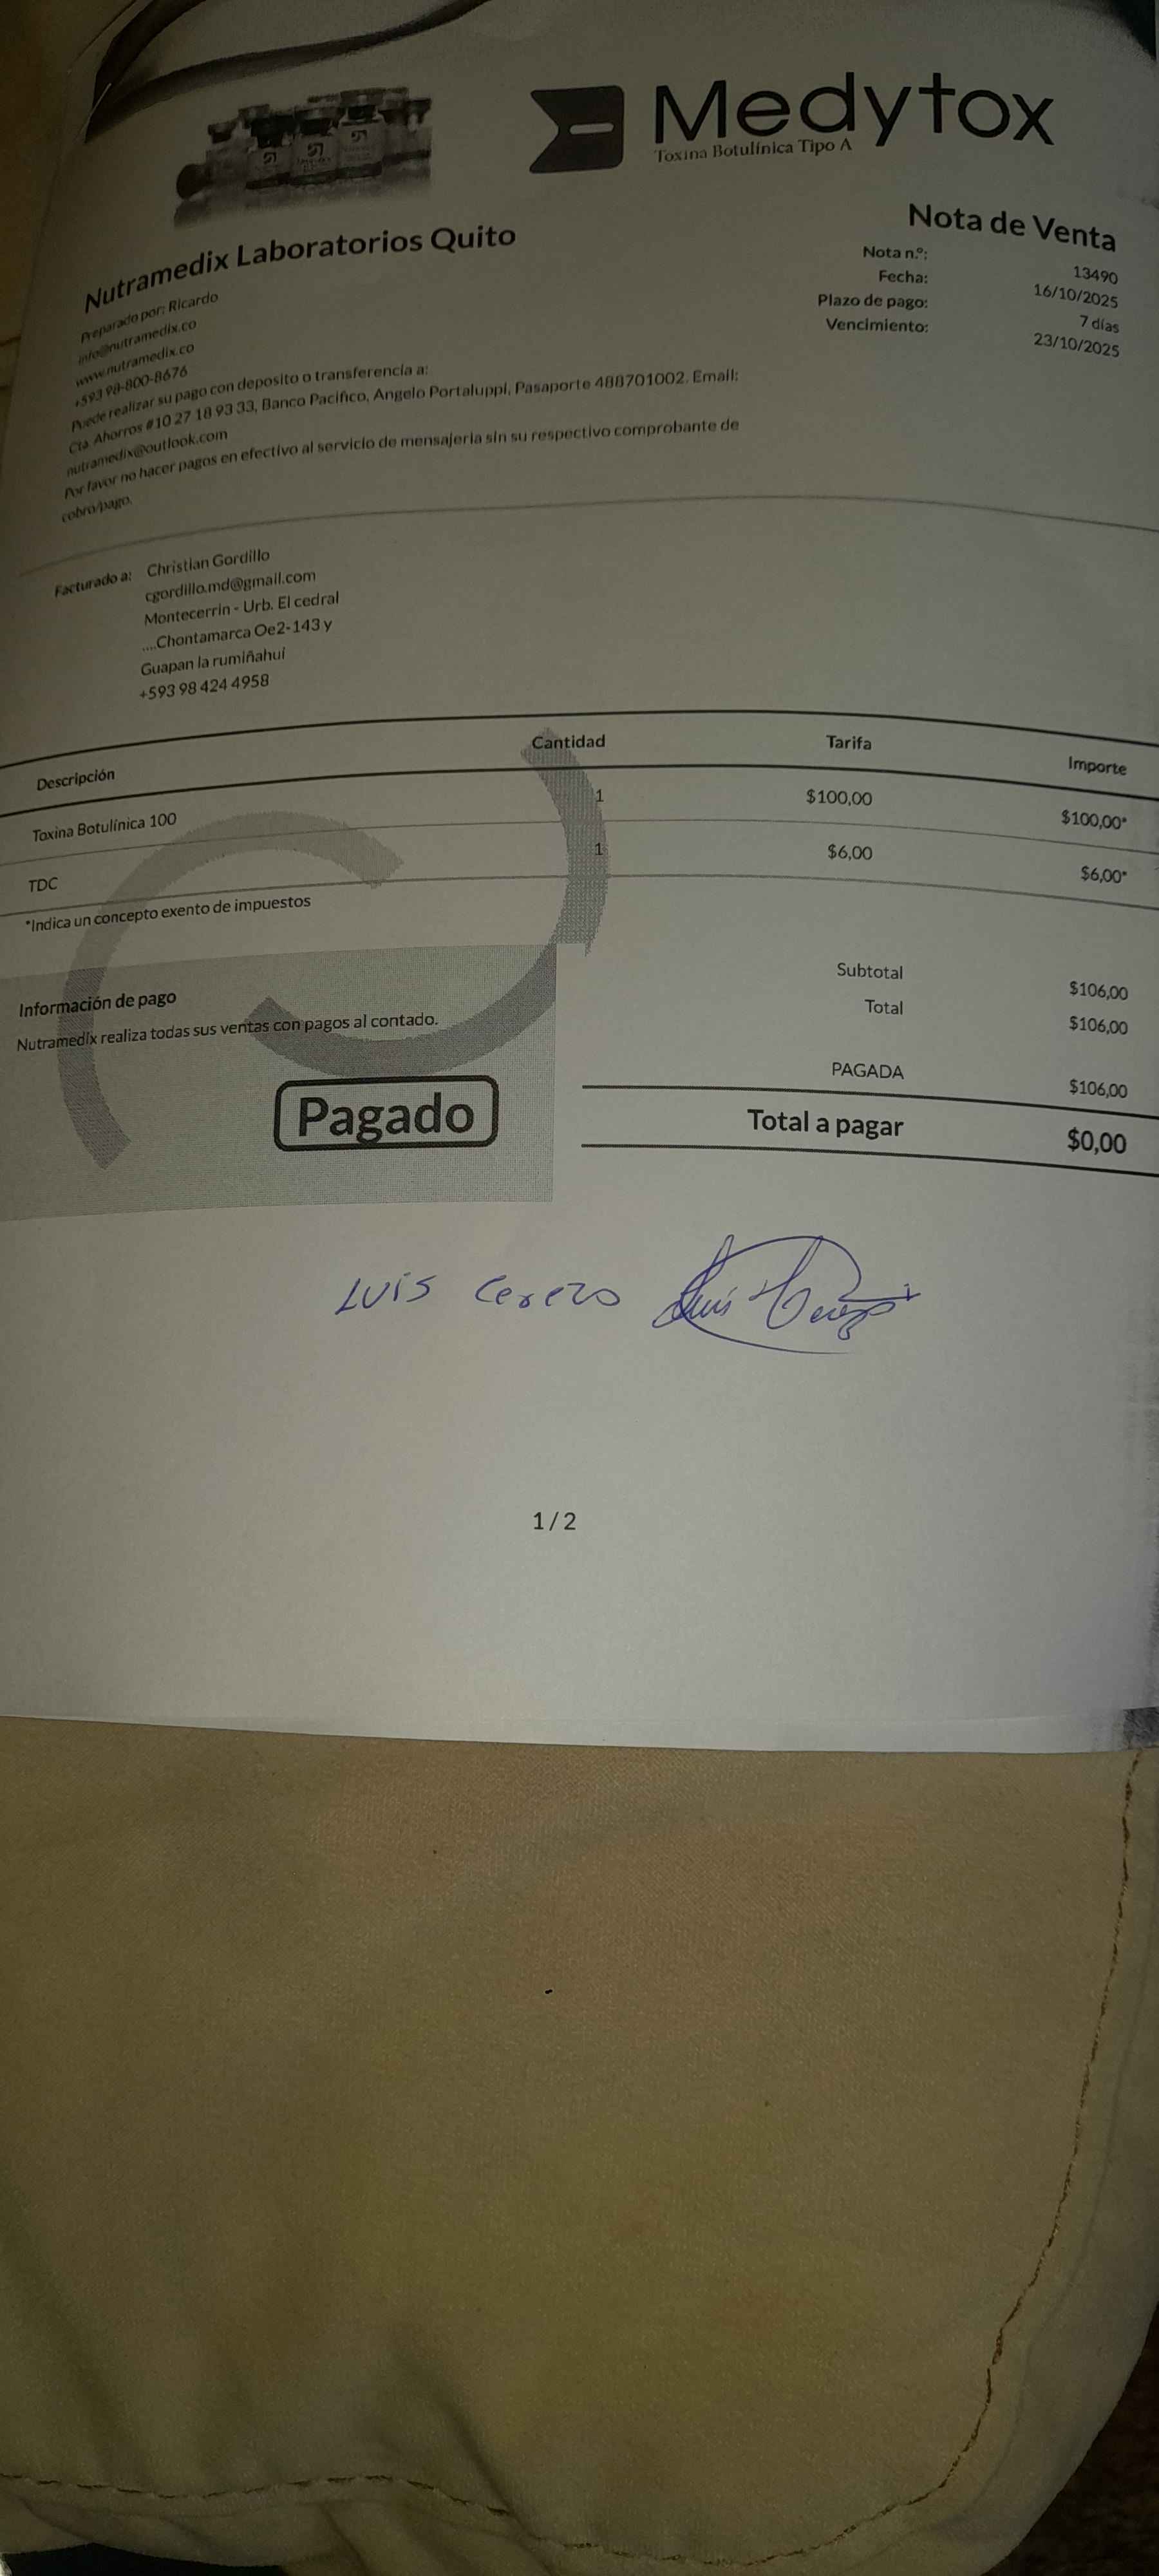 Medytox
Toxina Botulínica Tipo A
Nutramedix Laboratorios Quito
Preparado por: Ricardo
info@nutramedix.co
www.nutramedix.co
+593 98-800-8676
Puede realizar su pago con deposito o transferencia a:
Cta. Ahorros #10 27 18 93 33, Banco Pacifico, Angelo Portaluppi, Pasaporte 488701002. Email:
nutramedix@outlook.com
Por favor no hacer pagos en efectivo al servicio de mensajeria sin su respectivo comprobante de
cobro/pago.
Nota de Venta
Nota n.º: 13490
Fecha: 16/10/2025
Plazo de pago: 7 días
Vencimiento: 23/10/2025
Facturado a: Christian Gordillo
cgordillo.md@gmail.com
Montecerrin - Urb. El cedral
....Chontamarca Oe2-143 y
Guapan la rumiñahui
+593 98 424 4958
Descripción Cantidad Tarifa Importe
Toxina Botulínica 100 1 $100,00 $100,00*
TDC 1 $6,00 $6,00*
*Indica un concepto exento de impuestos
Información de pago
Nutramedix realiza todas sus ventas con pagos al contado.
Pagado
Subtotal $106,00
Total $106,00
PAGADA $106,00
Total a pagar $0,00
LUIS Cerezo
1 / 2